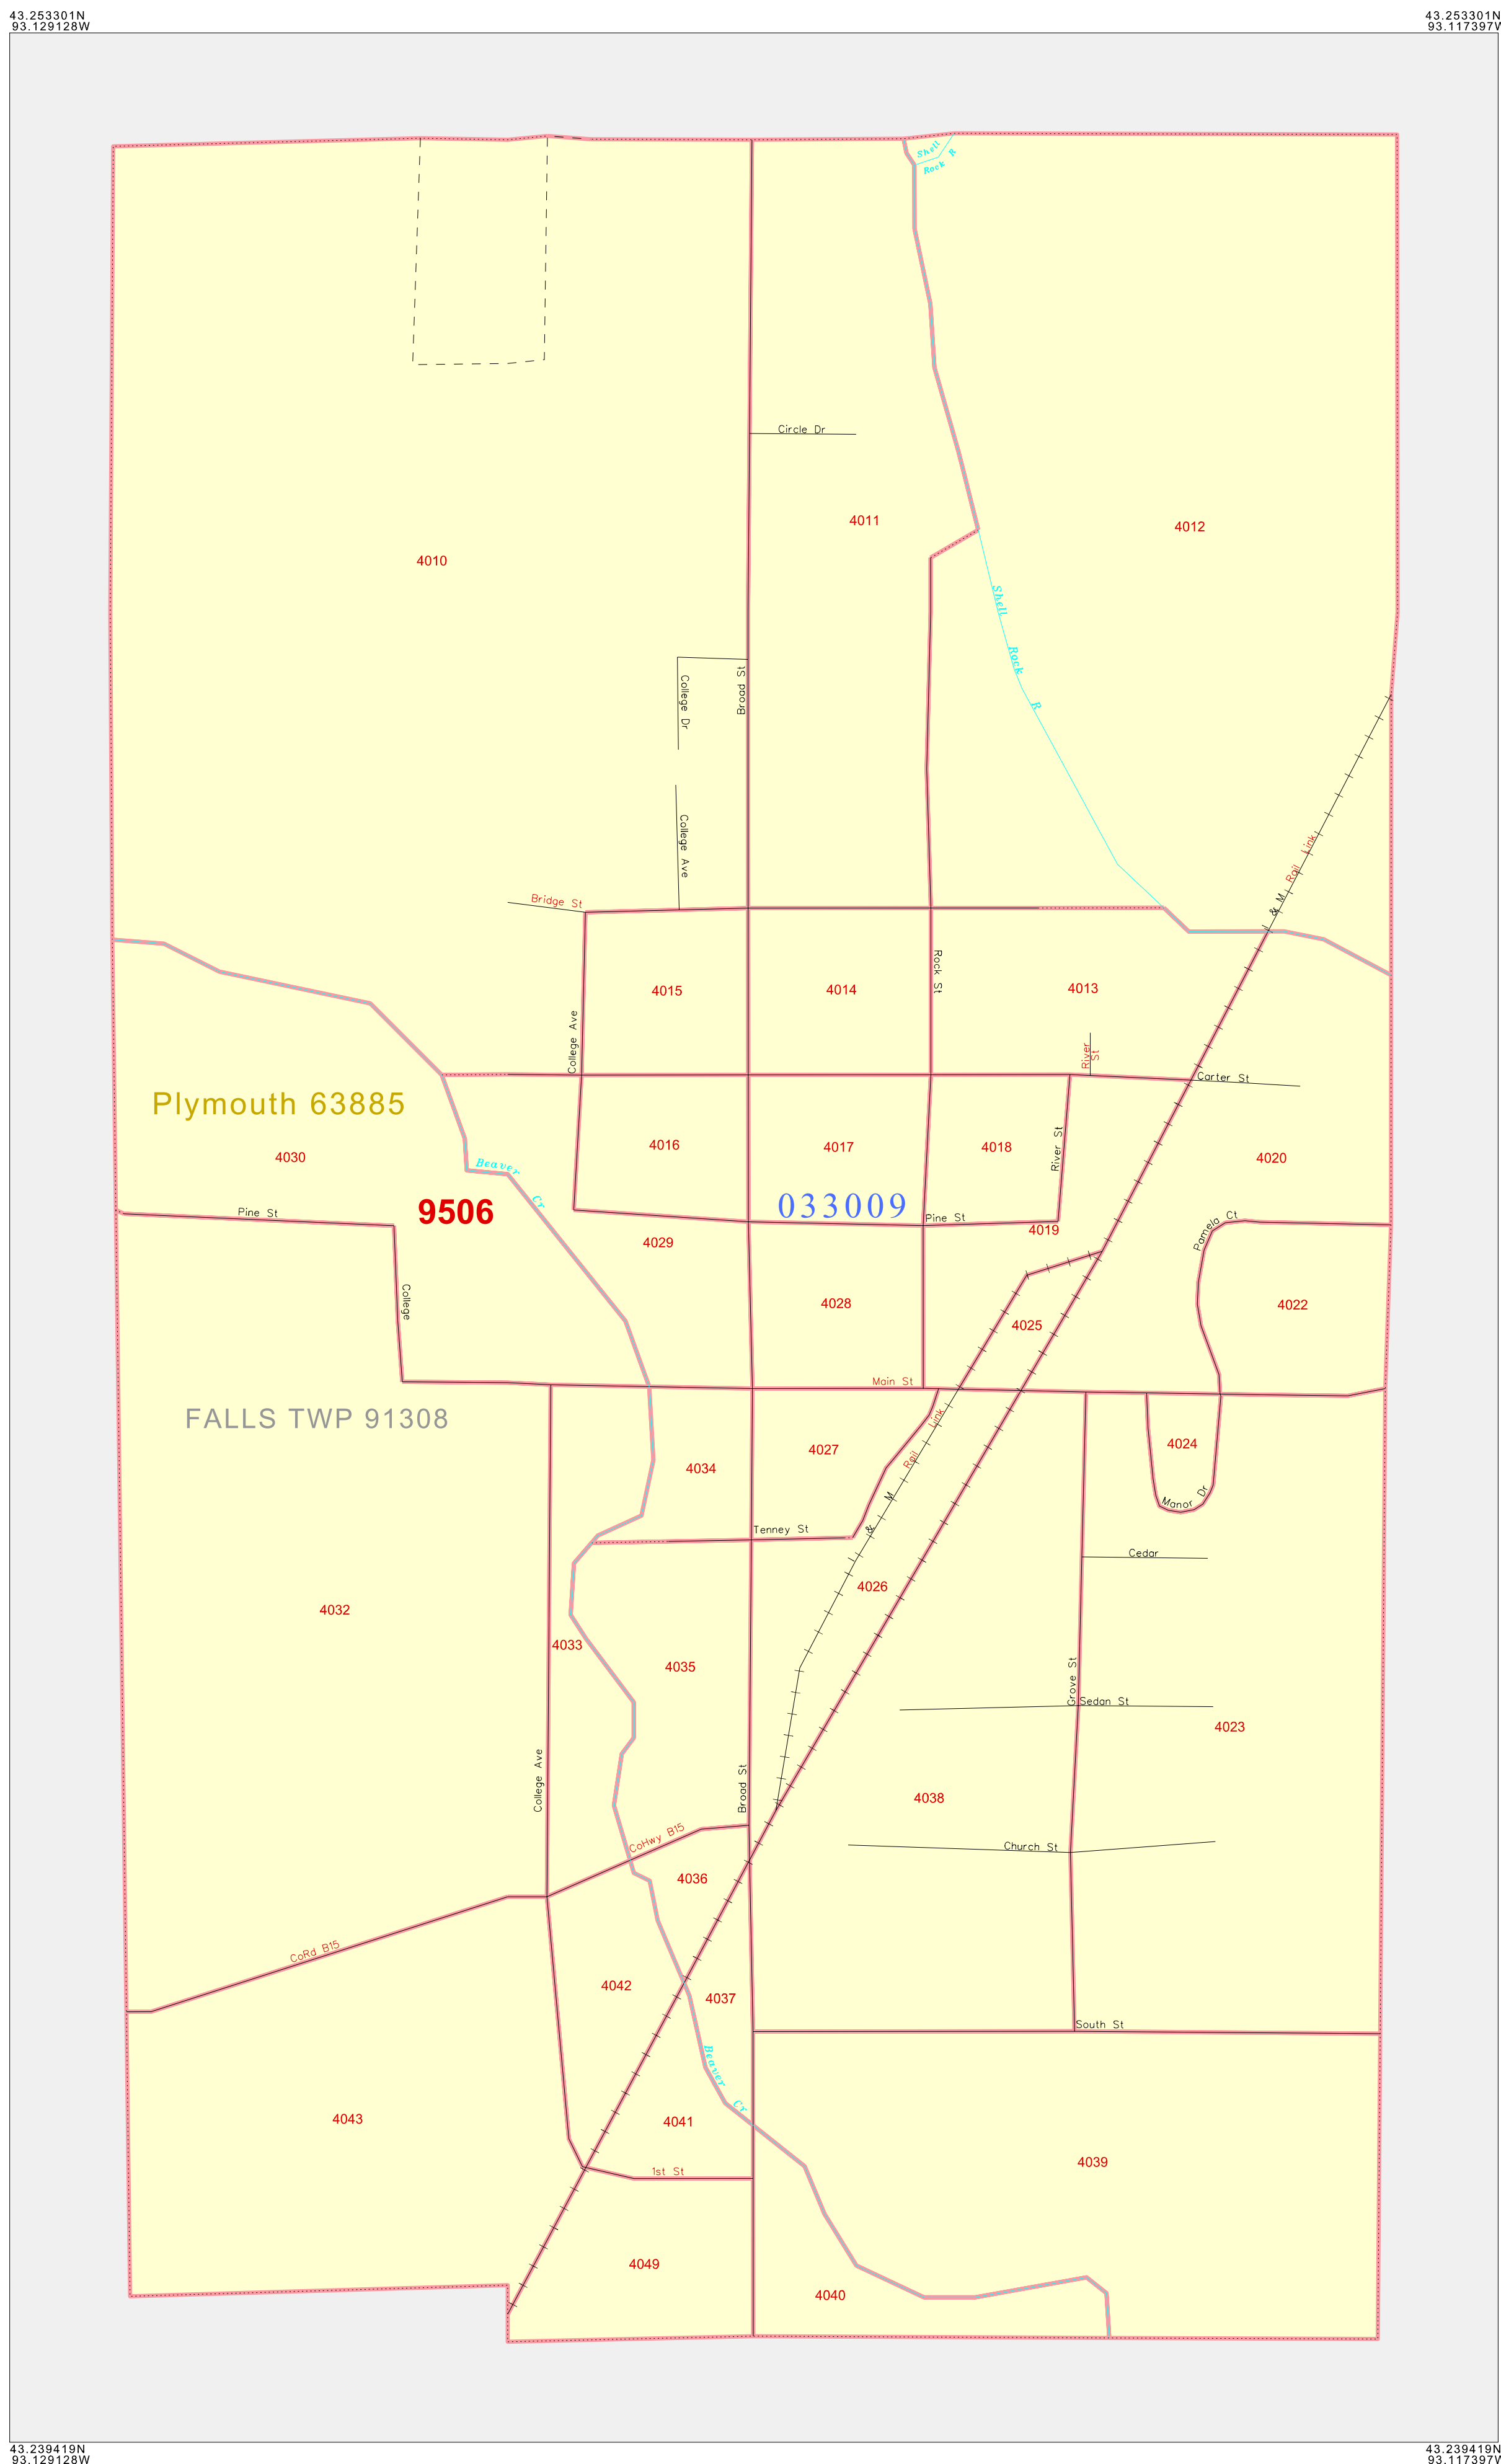 43.253301N
93.129128W
43.253301N
93.117397W
Shell
Rock R
Circle Dr
4011
4012
4010
Shell Rock R
College Dr
Broad St
College Ave
I & M Rail Link
Bridge St
Rock St
4015
4014
4013
College Ave
River St
Carter St
Plymouth 63885
4030
4016
4017
4018
River St
4020
Beaver Cr
9506
033009
Pine St
Pine St
4019
Pamela Ct
4029
College
4028
4025
4022
Main St
FALLS TWP 91308
4034
4027
I & M Rail Link
4024
Manor Dr
Tenney St
Cedar
4026
4032
4033
4035
Grove St
Sedan St
4023
College Ave
Broad St
4038
CoHwy B15
Church St
4036
CoRd B15
4042
4037
South St
Beaver Cr
4043
4041
4039
1st St
4049
4040
43.239419N
93.129128W
43.239419N
93.117397W